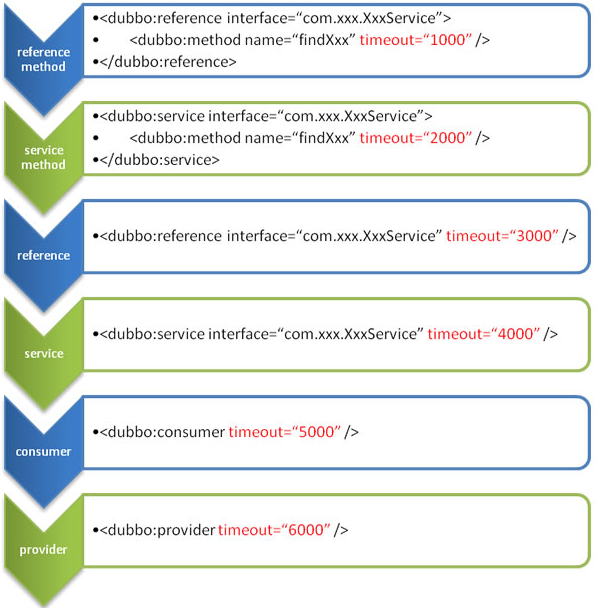 reference
method
•<dubbo:reference interface=“com.xxx.XxxService”>
• <dubbo:method name=“findXxx” timeout=“1000” />
•</dubbo:reference>
service
method
•<dubbo:service interface=“com.xxx.XxxService”>
• <dubbo:method name=“findXxx” timeout=“2000” />
•</dubbo:service>
reference
•<dubbo:reference interface=“com.xxx.XxxService” timeout=“3000” />
service
•<dubbo:service interface=“com.xxx.XxxService” timeout=“4000” />
consumer
•<dubbo:consumer timeout=“5000” />
provider
•<dubbo:provider timeout=“6000” />